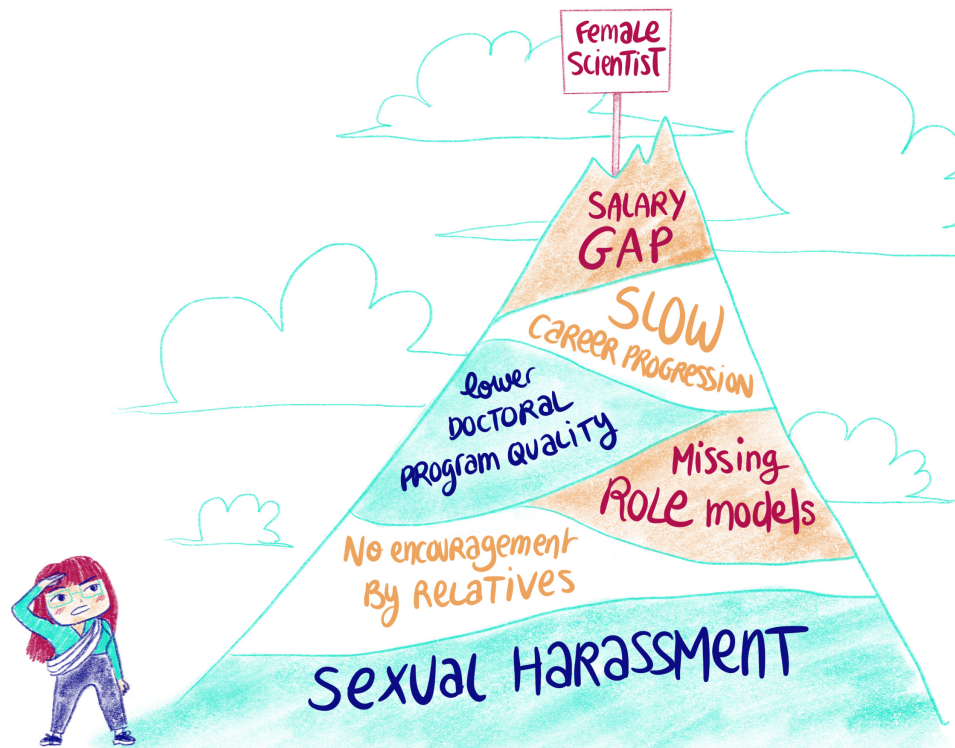 Female
Scientist
SALARY
GAP
SLOW
CAREER PROGRESSION
lower
DOCTORAL
PROGRAM QUALITY
Missing
ROLE models
No encouragement
By RELATIVES
Sexual Harassment